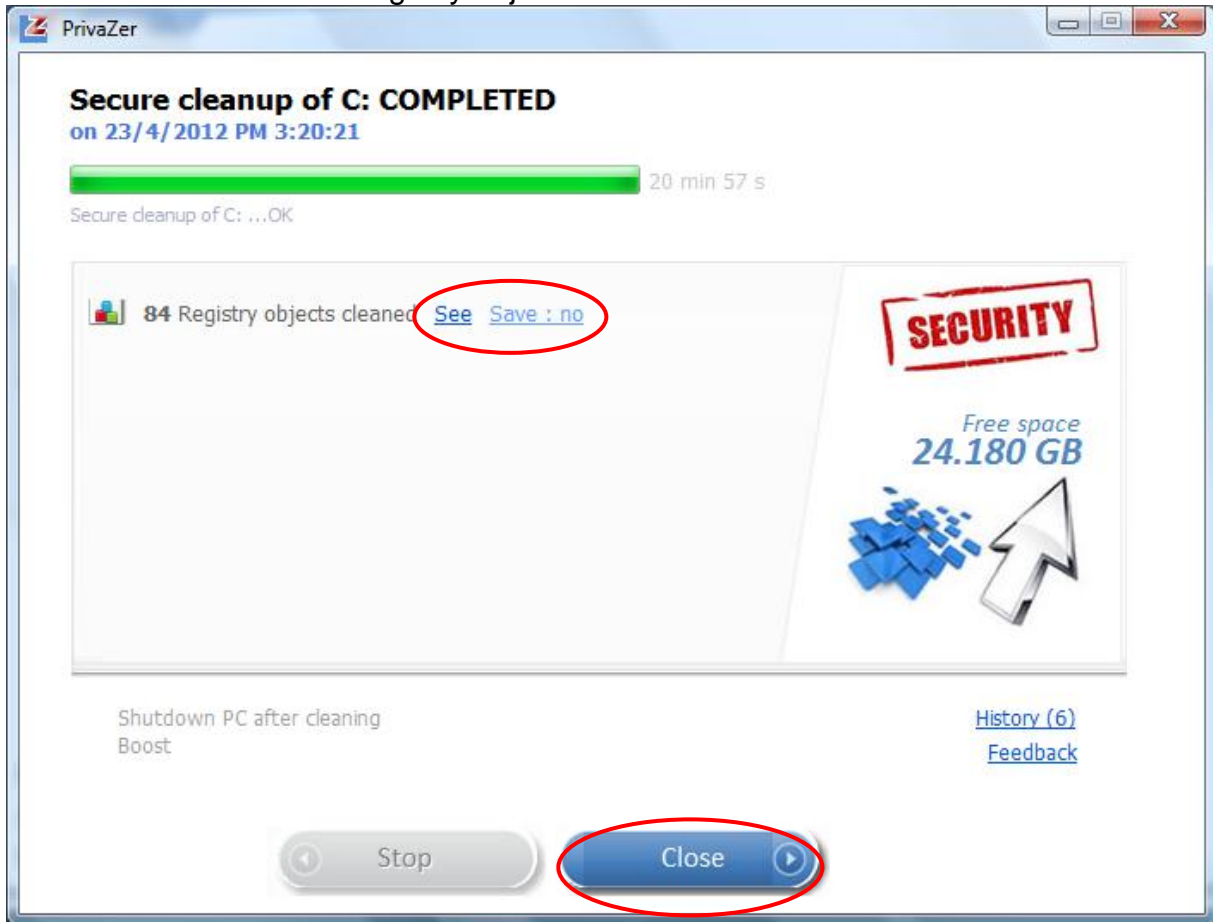 PrivaZer
Secure cleanup of C: COMPLETED
on 23/4/2012 PM 3:20:21
20 min 57 s
Secure cleanup of C: ...OK
84 Registry objects cleaned See Save : no
SECURITY
Free space
24.180 GB
Shutdown PC after cleaning
Boost
History (6)
Feedback
Stop
Close